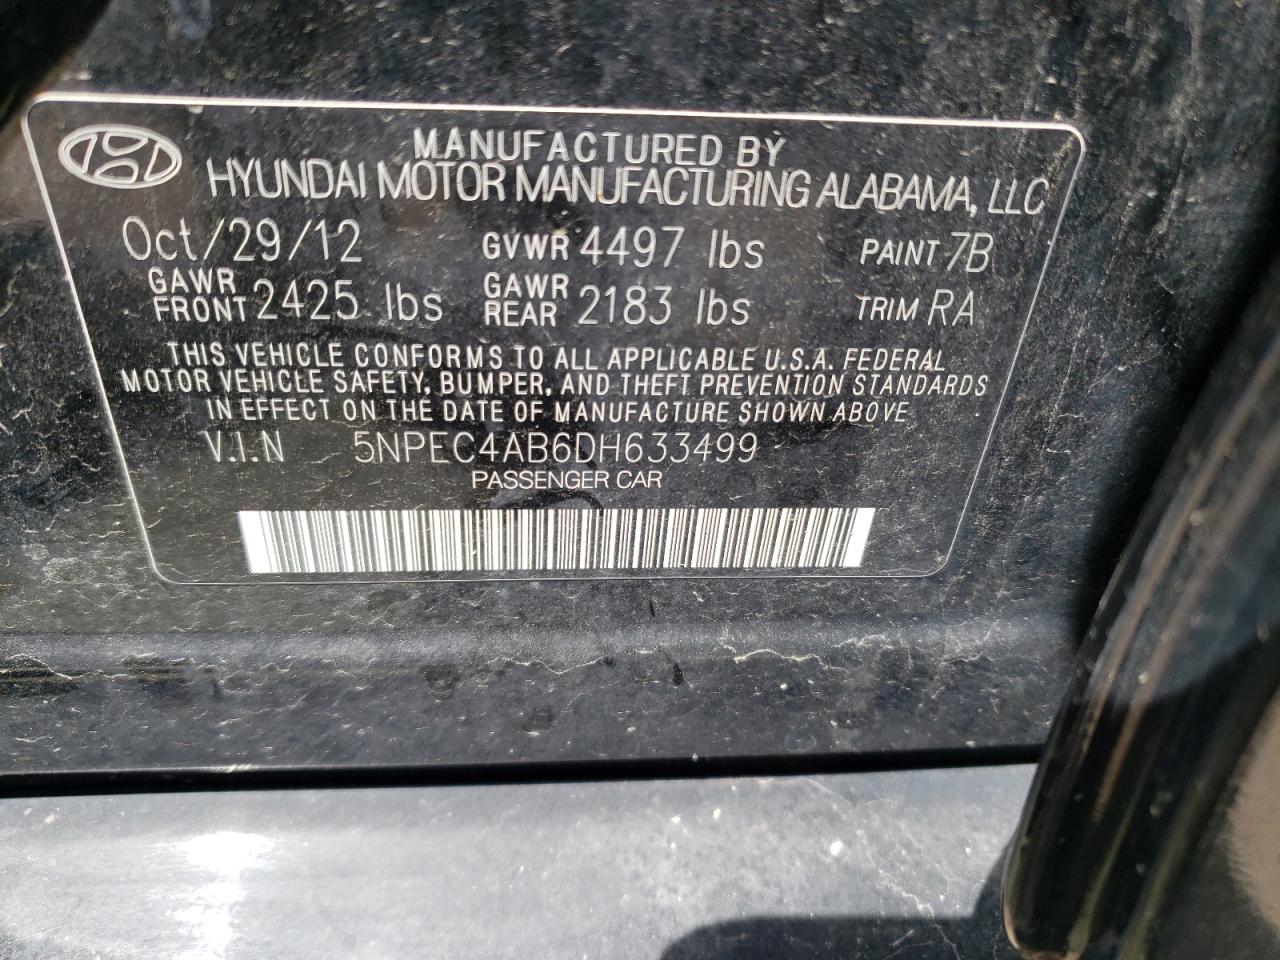 MANUFACTURED BY
HYUNDAI MOTOR MANUFACTURING ALABAMA, LLC
Oct/29/12 GVWR 4497 lbs PAINT 7B
GAWR FRONT 2425 lbs GAWR REAR 2183 lbs TRIM RA
THIS VEHICLE CONFORMS TO ALL APPLICABLE U.S.A. FEDERAL
MOTOR VEHICLE SAFETY, BUMPER, AND THEFT PREVENTION STANDARDS
IN EFFECT ON THE DATE OF MANUFACTURE SHOWN ABOVE
V.I.N 5NPEC4AB6DH633499
PASSENGER CAR